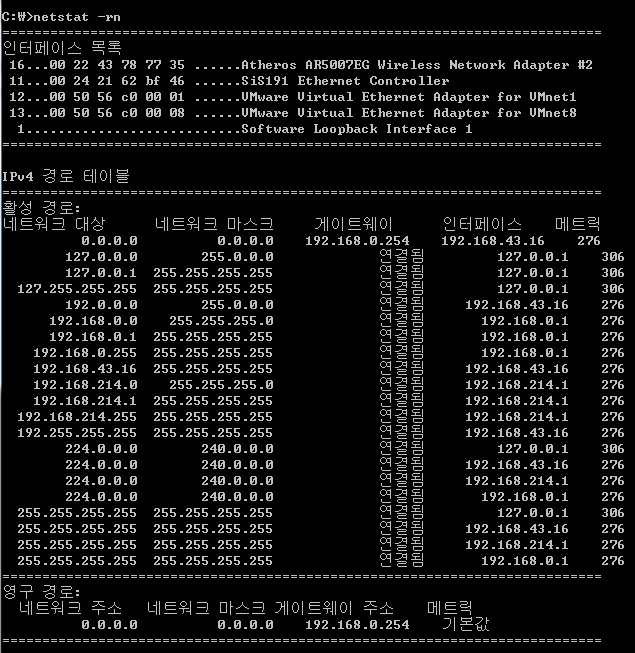 C:₩>netstat -rn
===========================================================================
인터페이스 목록
 16...00 22 43 78 77 35 ......Atheros AR5007EG Wireless Network Adapter #2
 11...00 24 21 62 bf 46 ......SiS191 Ethernet Controller
 12...00 50 56 c0 00 01 ......VMware Virtual Ethernet Adapter for VMnet1
 13...00 50 56 c0 00 08 ......VMware Virtual Ethernet Adapter for VMnet8
  1...........................Software Loopback Interface 1
===========================================================================
IPv4 경로 테이블
===========================================================================
활성 경로:
네트워크 대상 네트워크 마스크 게이트웨이 인터페이스 메트릭
0.0.0.0 0.0.0.0 192.168.0.254 192.168.43.16 276
127.0.0.0 255.0.0.0 연결됨 127.0.0.1 306
127.0.0.1 255.255.255.255 연결됨 127.0.0.1 306
127.255.255.255 255.255.255.255 연결됨 127.0.0.1 306
192.0.0.0 255.0.0.0 연결됨 192.168.43.16 276
192.168.0.0 255.255.255.0 연결됨 192.168.0.1 276
192.168.0.1 255.255.255.255 연결됨 192.168.0.1 276
192.168.0.255 255.255.255.255 연결됨 192.168.0.1 276
192.168.43.16 255.255.255.255 연결됨 192.168.43.16 276
192.168.214.0 255.255.255.0 연결됨 192.168.214.1 276
192.168.214.1 255.255.255.255 연결됨 192.168.214.1 276
192.168.214.255 255.255.255.255 연결됨 192.168.214.1 276
192.255.255.255 255.255.255.255 연결됨 192.168.43.16 276
224.0.0.0 240.0.0.0 연결됨 127.0.0.1 306
224.0.0.0 240.0.0.0 연결됨 192.168.43.16 276
224.0.0.0 240.0.0.0 연결됨 192.168.214.1 276
224.0.0.0 240.0.0.0 연결됨 192.168.0.1 276
255.255.255.255 255.255.255.255 연결됨 127.0.0.1 306
255.255.255.255 255.255.255.255 연결됨 192.168.43.16 276
255.255.255.255 255.255.255.255 연결됨 192.168.214.1 276
255.255.255.255 255.255.255.255 연결됨 192.168.0.1 276
===========================================================================
영구 경로:
네트워크 주소 네트워크 마스크 게이트웨이 주소 메트릭
0.0.0.0 0.0.0.0 192.168.0.254 기본값
===========================================================================